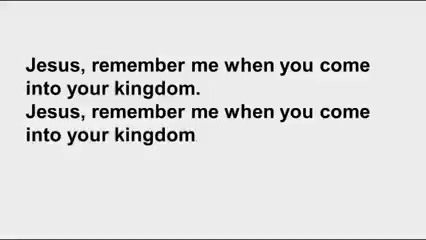 Jesus, remember me when you come
into your kingdom.
Jesus, remember me when you come
into your kingdom